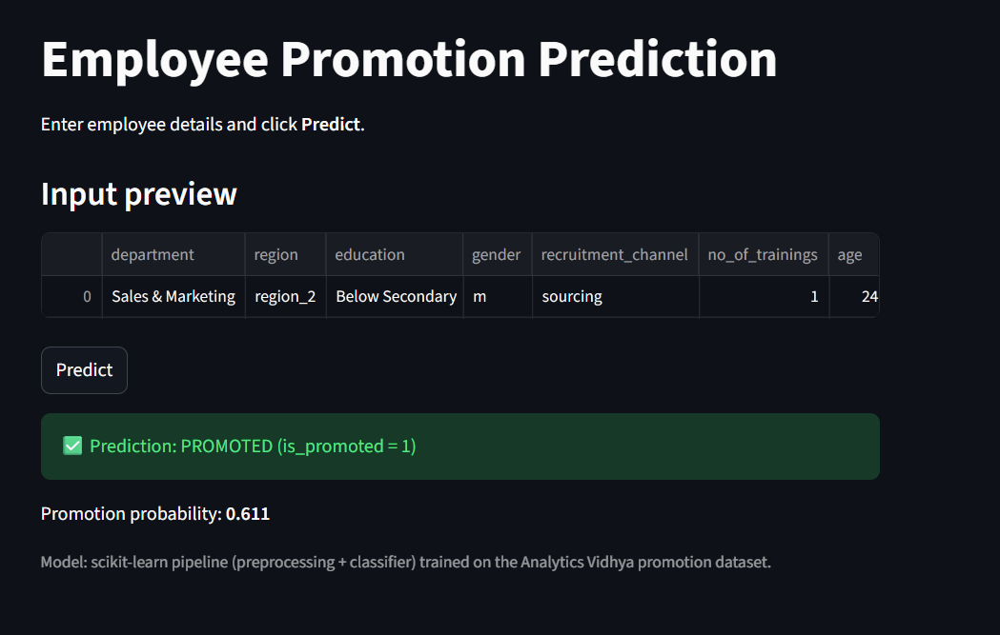 Employee Promotion Prediction
Enter employee details and click Predict.
Input preview
department region education gender recruitment_channel no_of_trainings age
0 Sales & Marketing region_2 Below Secondary m sourcing 1 24
Predict
✅ Prediction: PROMOTED (is_promoted = 1)
Promotion probability: 0.611
Model: scikit-learn pipeline (preprocessing + classifier) trained on the Analytics Vidhya promotion dataset.